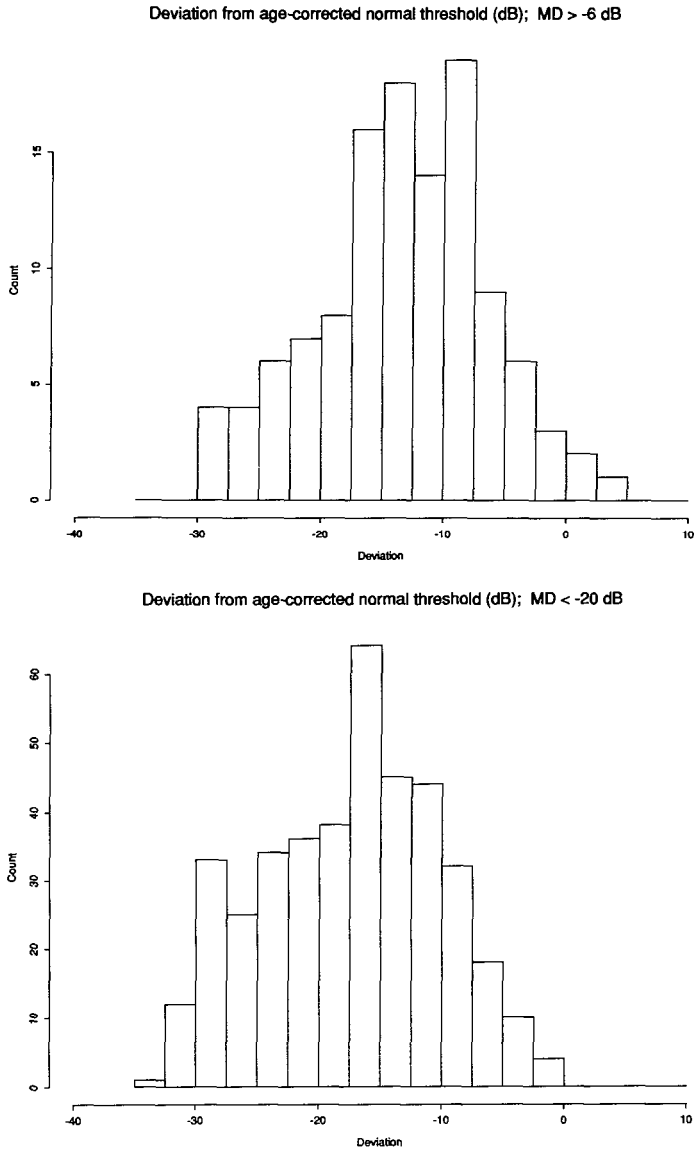 Deviation from age-corrected normal threshold (dB); MD > -6 dB
15
10
5
0
Count
-40 -30 -20 -10 0 10
Deviation
Deviation from age-corrected normal threshold (dB); MD < -20 dB
60
50
40
30
20
10
0
Count
-40 -30 -20 -10 0 10
Deviation